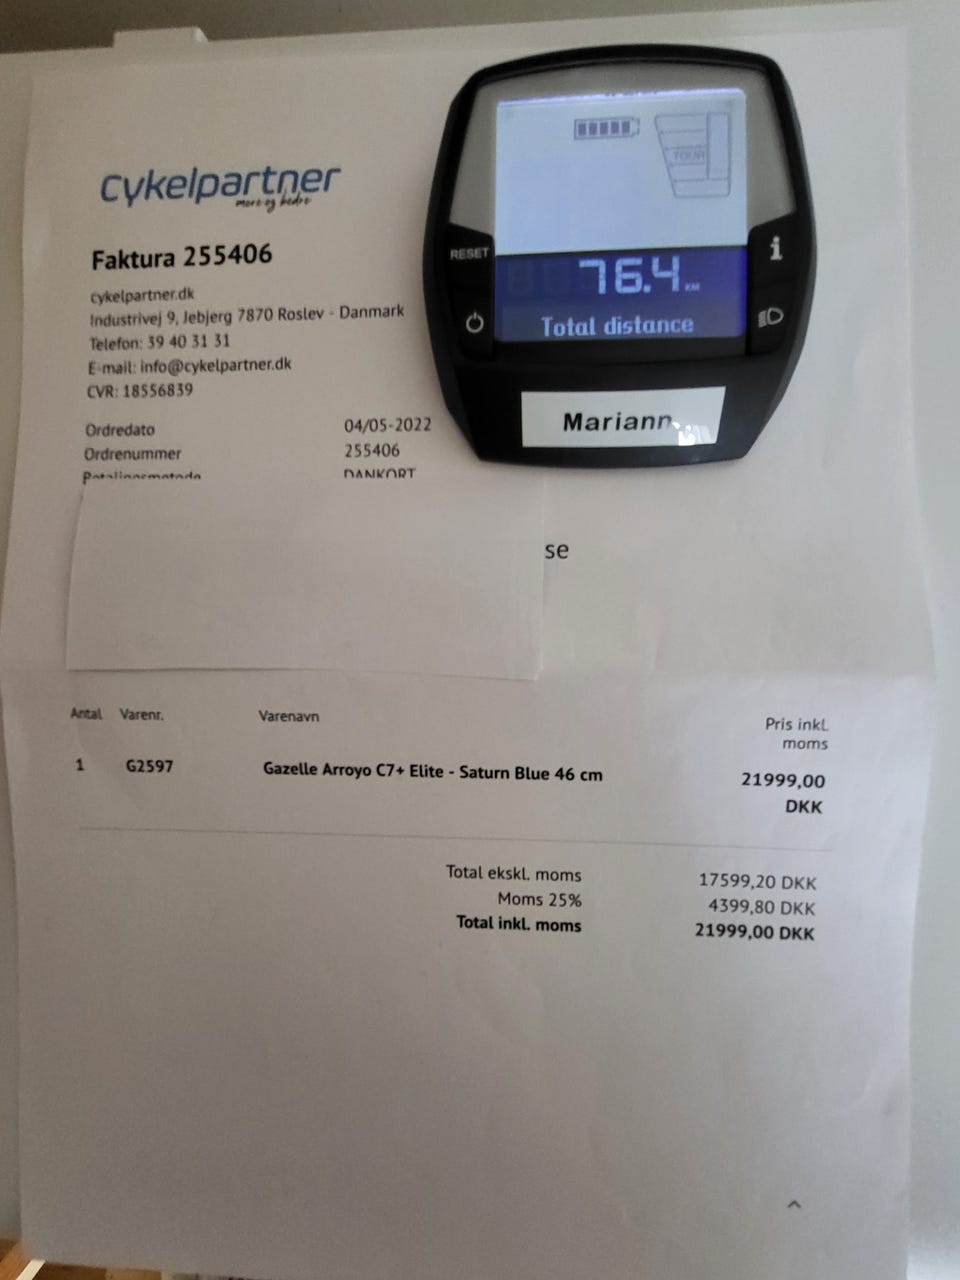 cykelpartner
more og bedre
Faktura 255406
cykelpartner.dk
Industrivej 9, Jebjerg 7870 Roslev - Danmark
Telefon: 39 40 31 31
E-mail: info@cykelpartner.dk
CVR: 18556839
Ordredato 04/05-2022
Ordrenummer 255406
Betalingsmetode DANKORT
TOUR
RESET
i
76.4 KM
Total distance
Mariann
se
Antal Varenr. Varenavn Pris inkl.
moms
1 G2597 Gazelle Arroyo C7+ Elite - Saturn Blue 46 cm 21999,00
DKK
Total ekskl. moms 17599,20 DKK
Moms 25% 4399,80 DKK
Total inkl. moms 21999,00 DKK